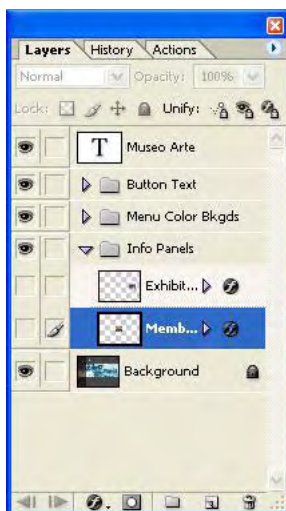 Layers History Actions
Normal Opacity: 100%
Lock: Unify:
T Museo Arte
Button Text
Menu Color Bkgds
Info Panels
Exhibit...
Memb...
Background